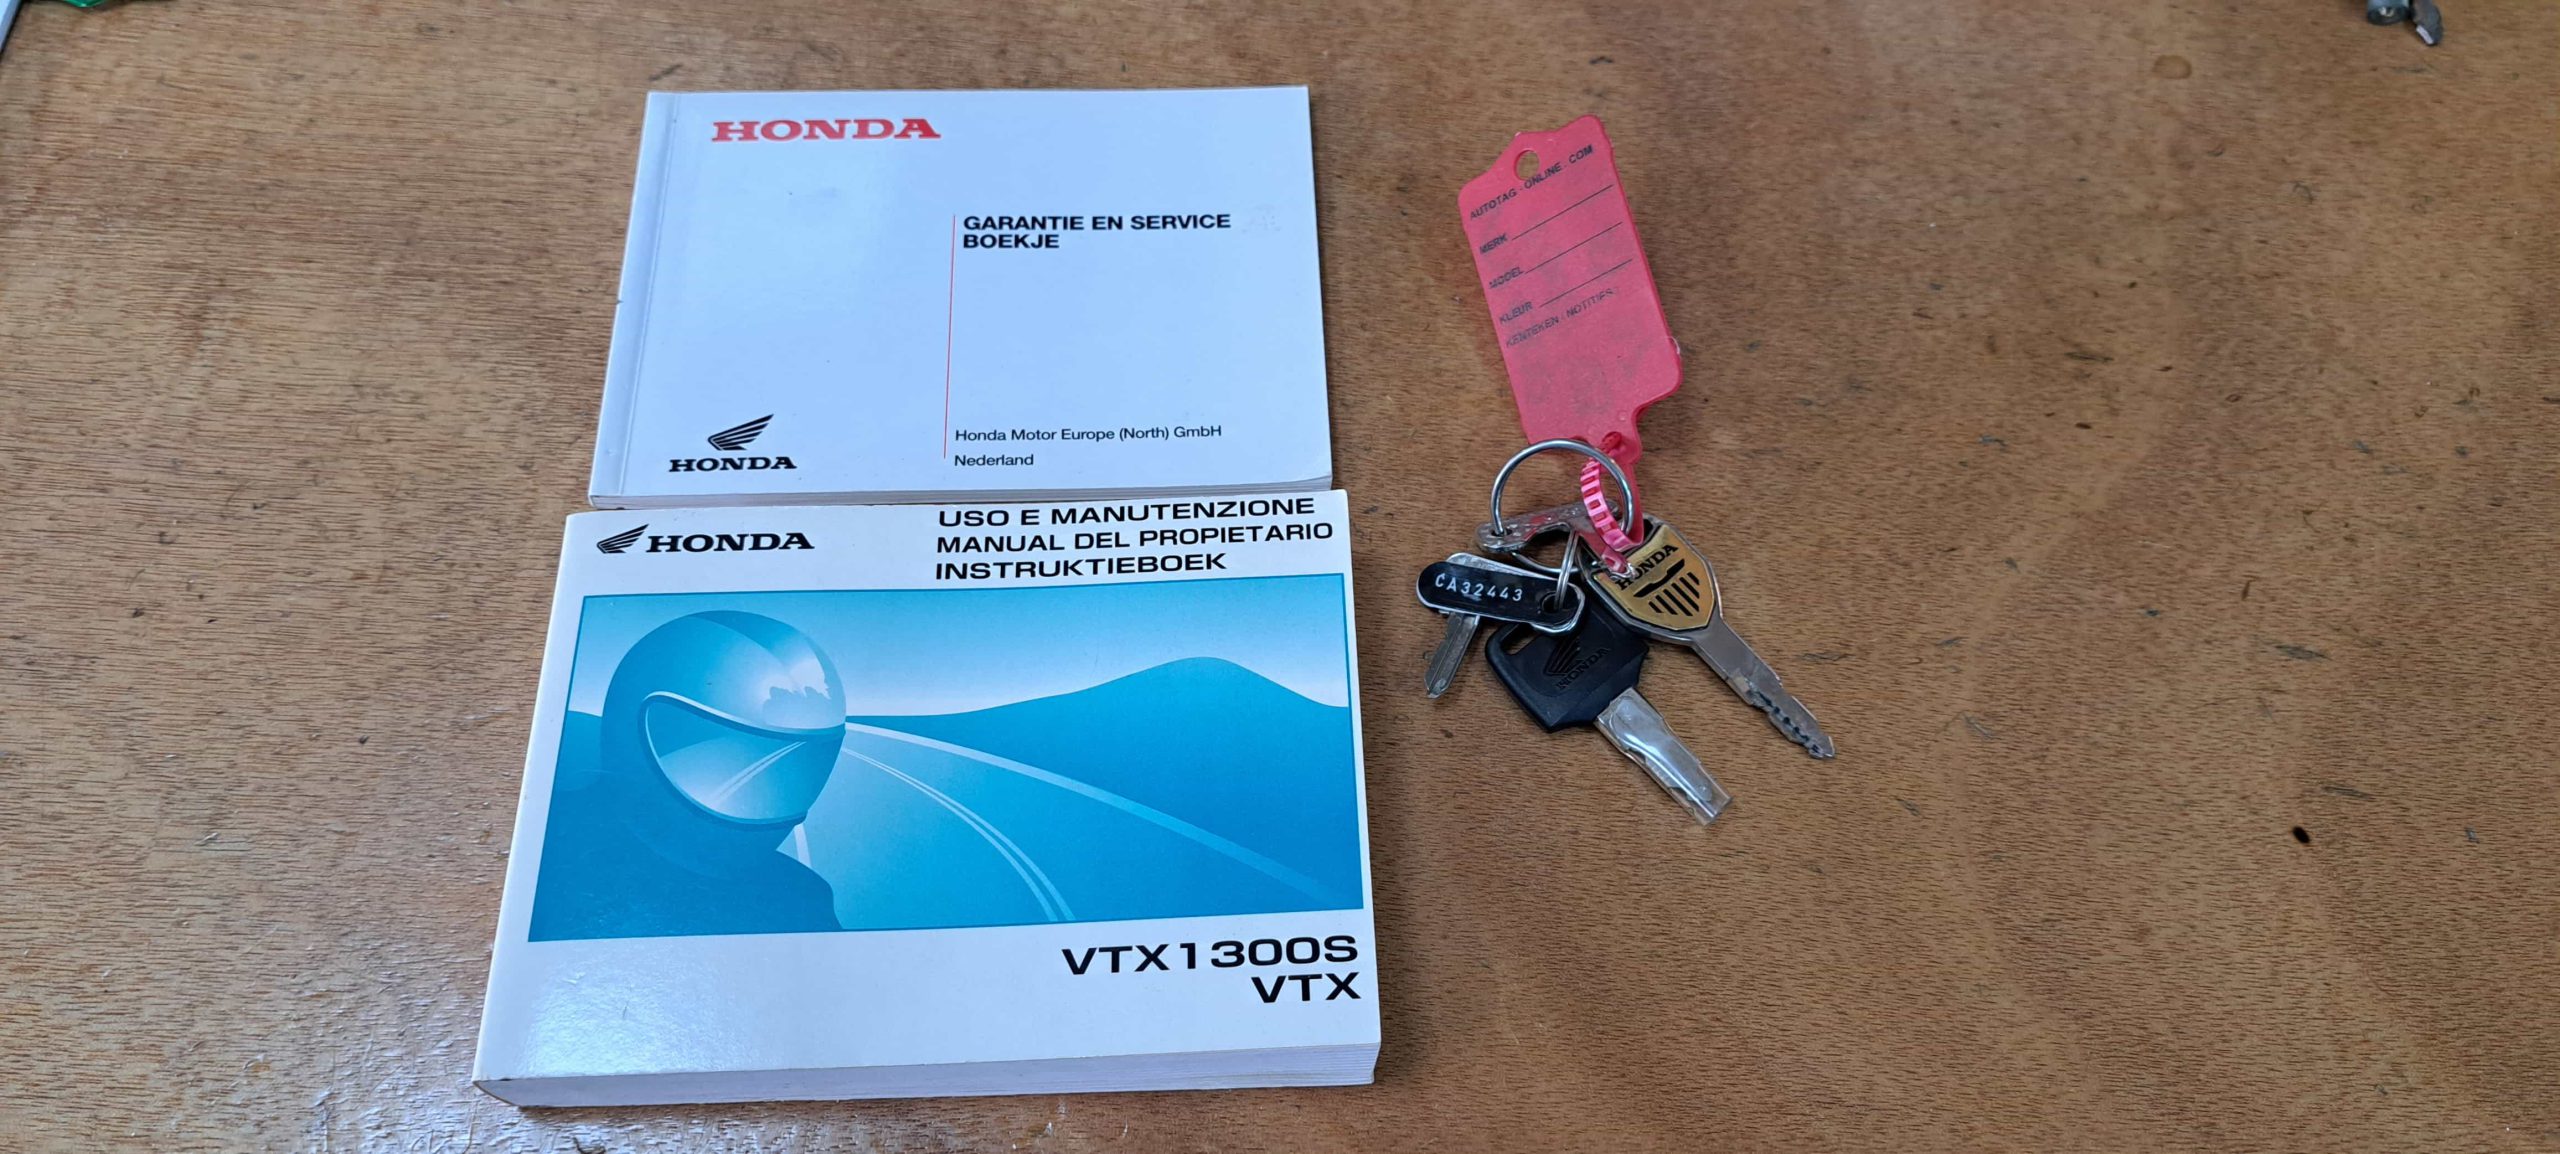 HONDA
GARANTIE EN SERVICE
BOEKJE
Honda Motor Europe (North) GmbH
Nederland
HONDA
HONDA
USO E MANUTENZIONE
MANUAL DEL PROPIETARIO
INSTRUKTIEBOEK
VTX1300S
VTX
AUTOTAG-ONLINE.COM
MERK
MODEL
KLEUR
KENTEKEN - NOTITIES:
HONDA
CA32443
HONDA